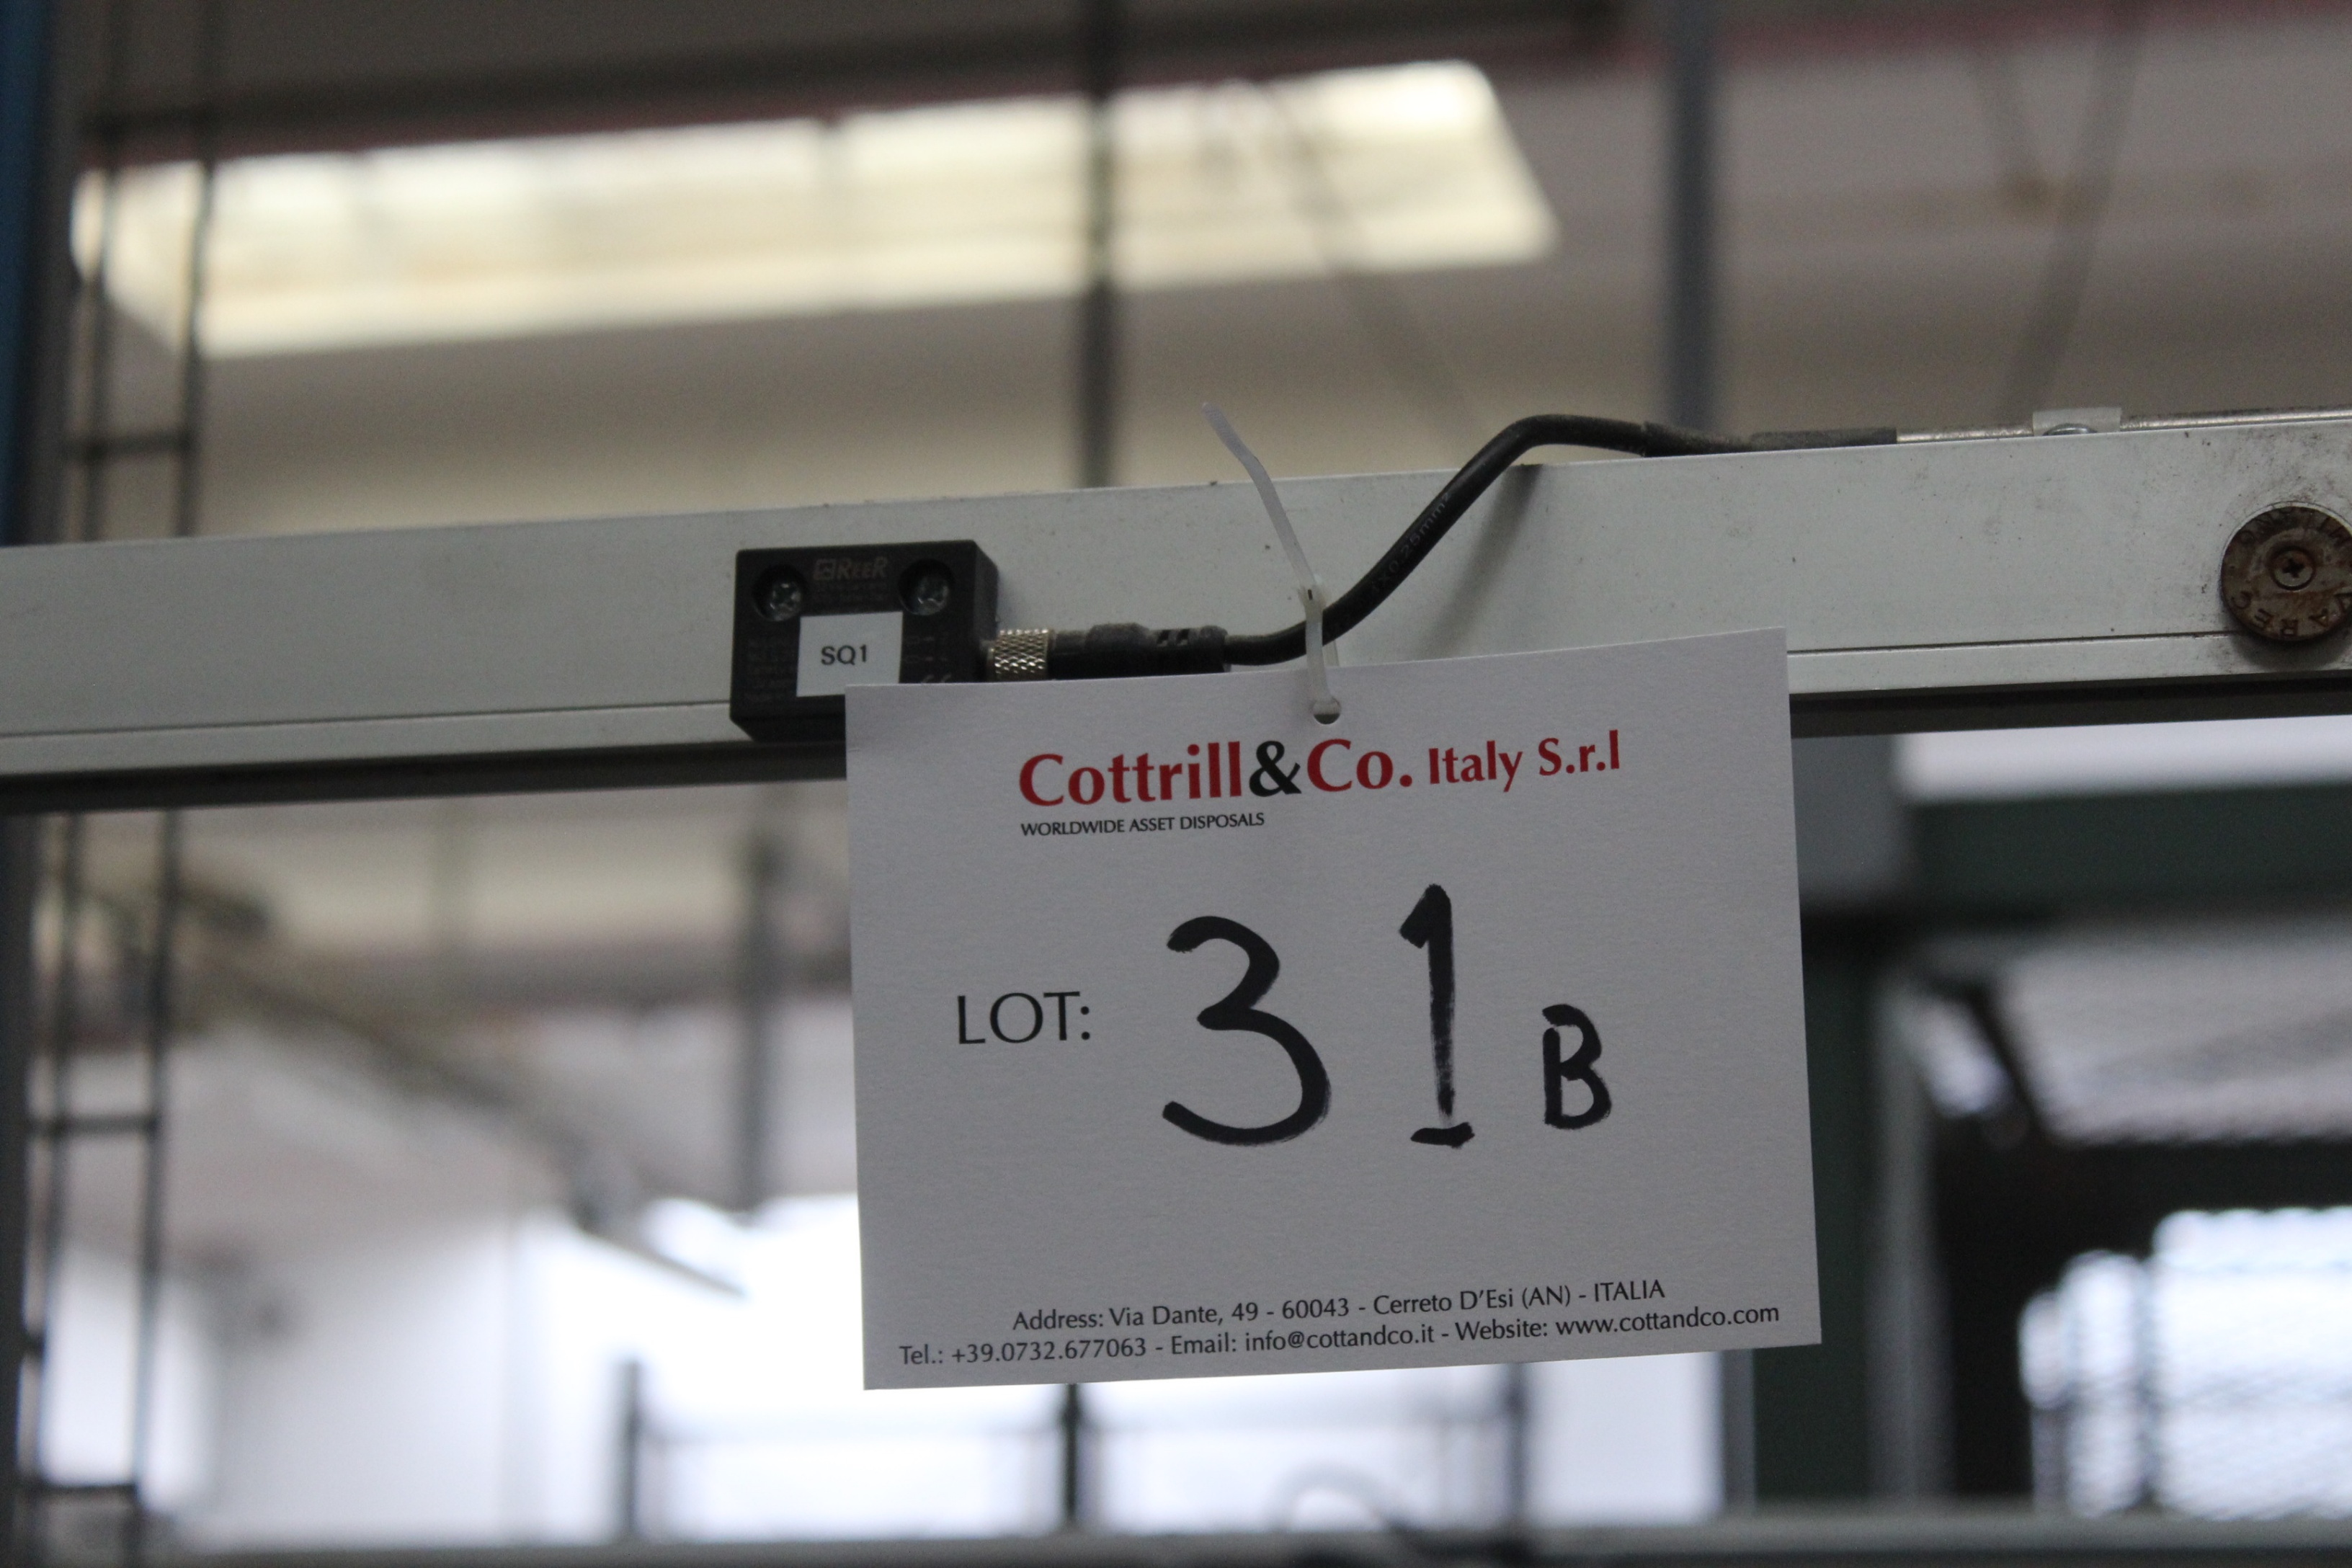 REER
SQ1
Cottrill&Co. Italy S.r.l
WORLDWIDE ASSET DISPOSALS
LOT: 31 B
Address: Via Dante, 49 - 60043 - Cerreto D'Esi (AN) - ITALIA
Tel.: +39.0732.677063 - Email: info@cottandco.it - Website: www.cottandco.com